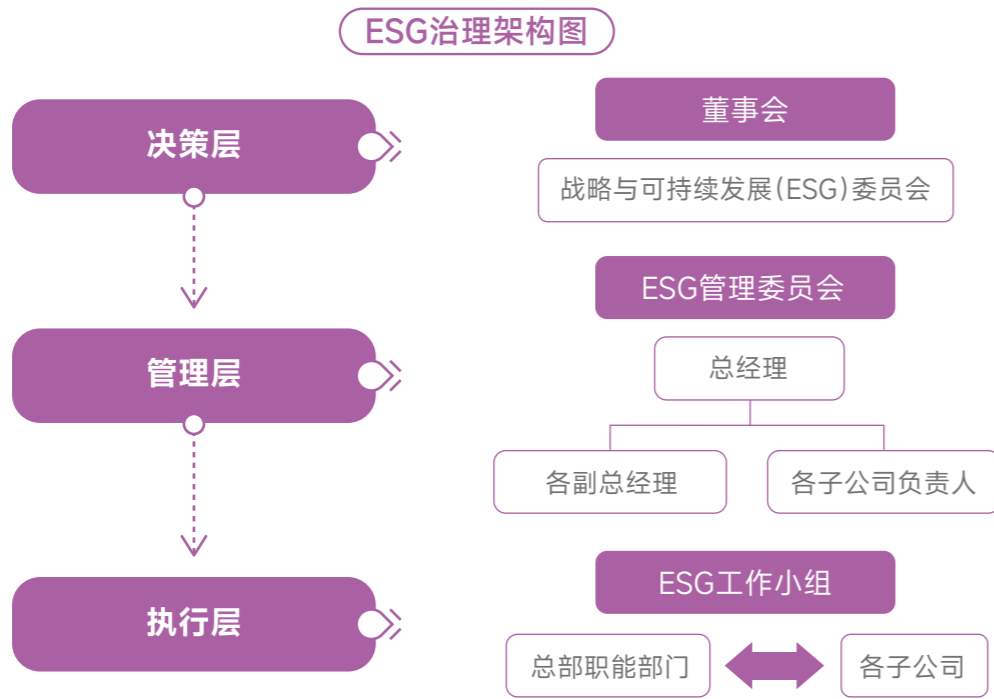 ESG治理架构图
决策层
董事会
战略与可持续发展(ESG)委员会
管理层
ESG管理委员会
总经理
各副总经理
各子公司负责人
执行层
ESG工作小组
总部职能部门
各子公司